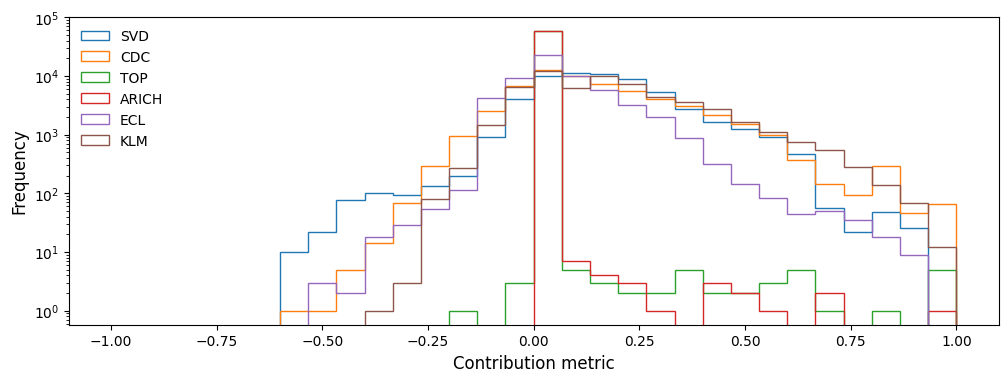 10⁵
10⁴
10³
10²
10¹
10⁰
Frequency
SVD
CDC
TOP
ARICH
ECL
KLM
−1.00 −0.75 −0.50 −0.25 0.00 0.25 0.50 0.75 1.00
Contribution metric